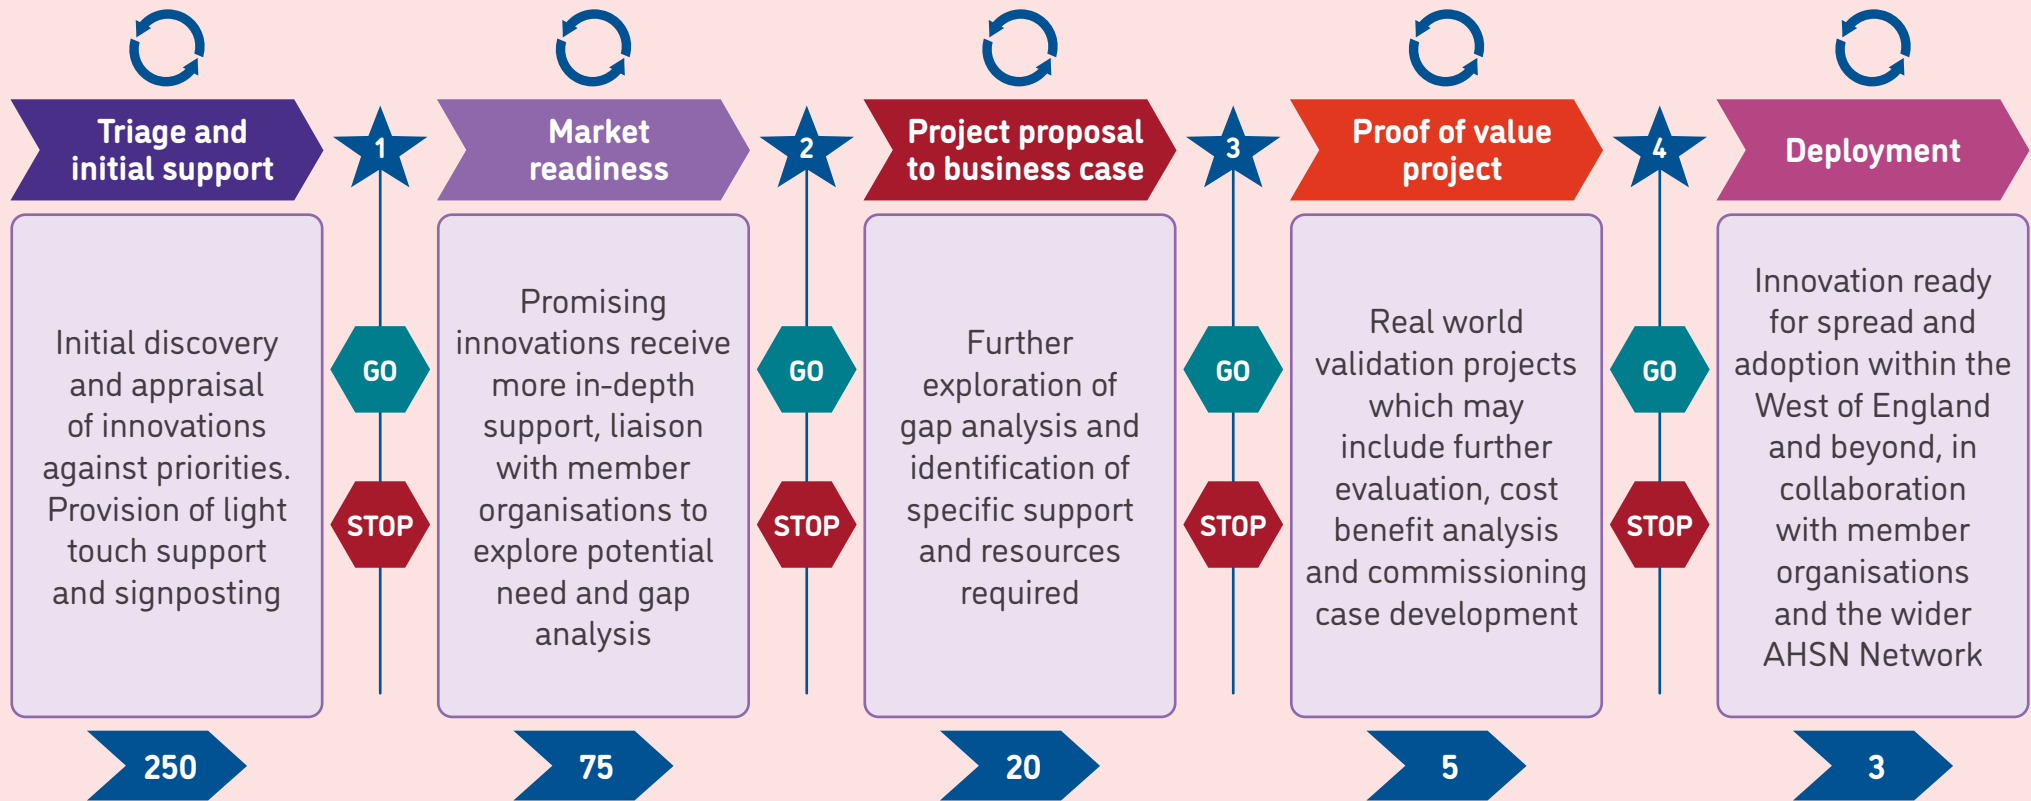 Triage and
initial support
1
Market
readiness
2
Project proposal
to business case
3
Proof of value
project
4
Deployment
Initial discovery
and appraisal
of innovations
against priorities.
Provision of light
touch support
and signposting
GO
STOP
Promising
innovations receive
more in-depth
support, liaison
with member
organisations to
explore potential
need and gap
analysis
GO
STOP
Further
exploration of
gap analysis and
identification of
specific support
and resources
required
GO
STOP
Real world
validation projects
which may
include further
evaluation, cost
benefit analysis
and commissioning
case development
GO
STOP
Innovation ready
for spread and
adoption within the
West of England
and beyond, in
collaboration
with member
organisations
and the wider
AHSN Network
250
75
20
5
3